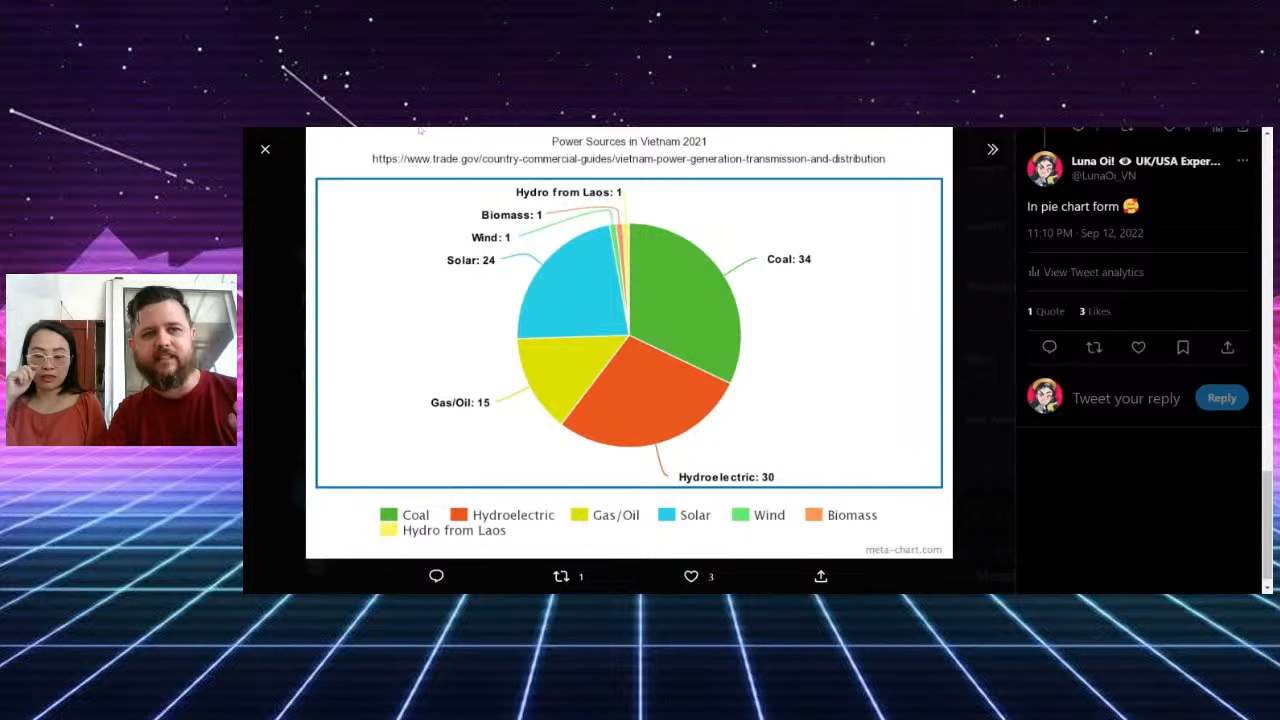 Power Sources in Vietnam 2021
https://www.trade.gov/country-commercial-guides/vietnam-power-generation-transmission-and-distribution
Hydro from Laos: 1
Biomass: 1
Wind: 1
Solar: 24
Coal: 34
Gas/Oil: 15
Hydroelectric: 30
Coal Hydroelectric Gas/Oil Solar Wind Biomass
Hydro from Laos
meta-chart.com
1 3
Luna Oi! 👁 UK/USA Exper...
@LunaOi_VN
In pie chart form 🥰
11:10 PM · Sep 12, 2022
View Tweet analytics
1 Quote 3 Likes
Tweet your reply Reply